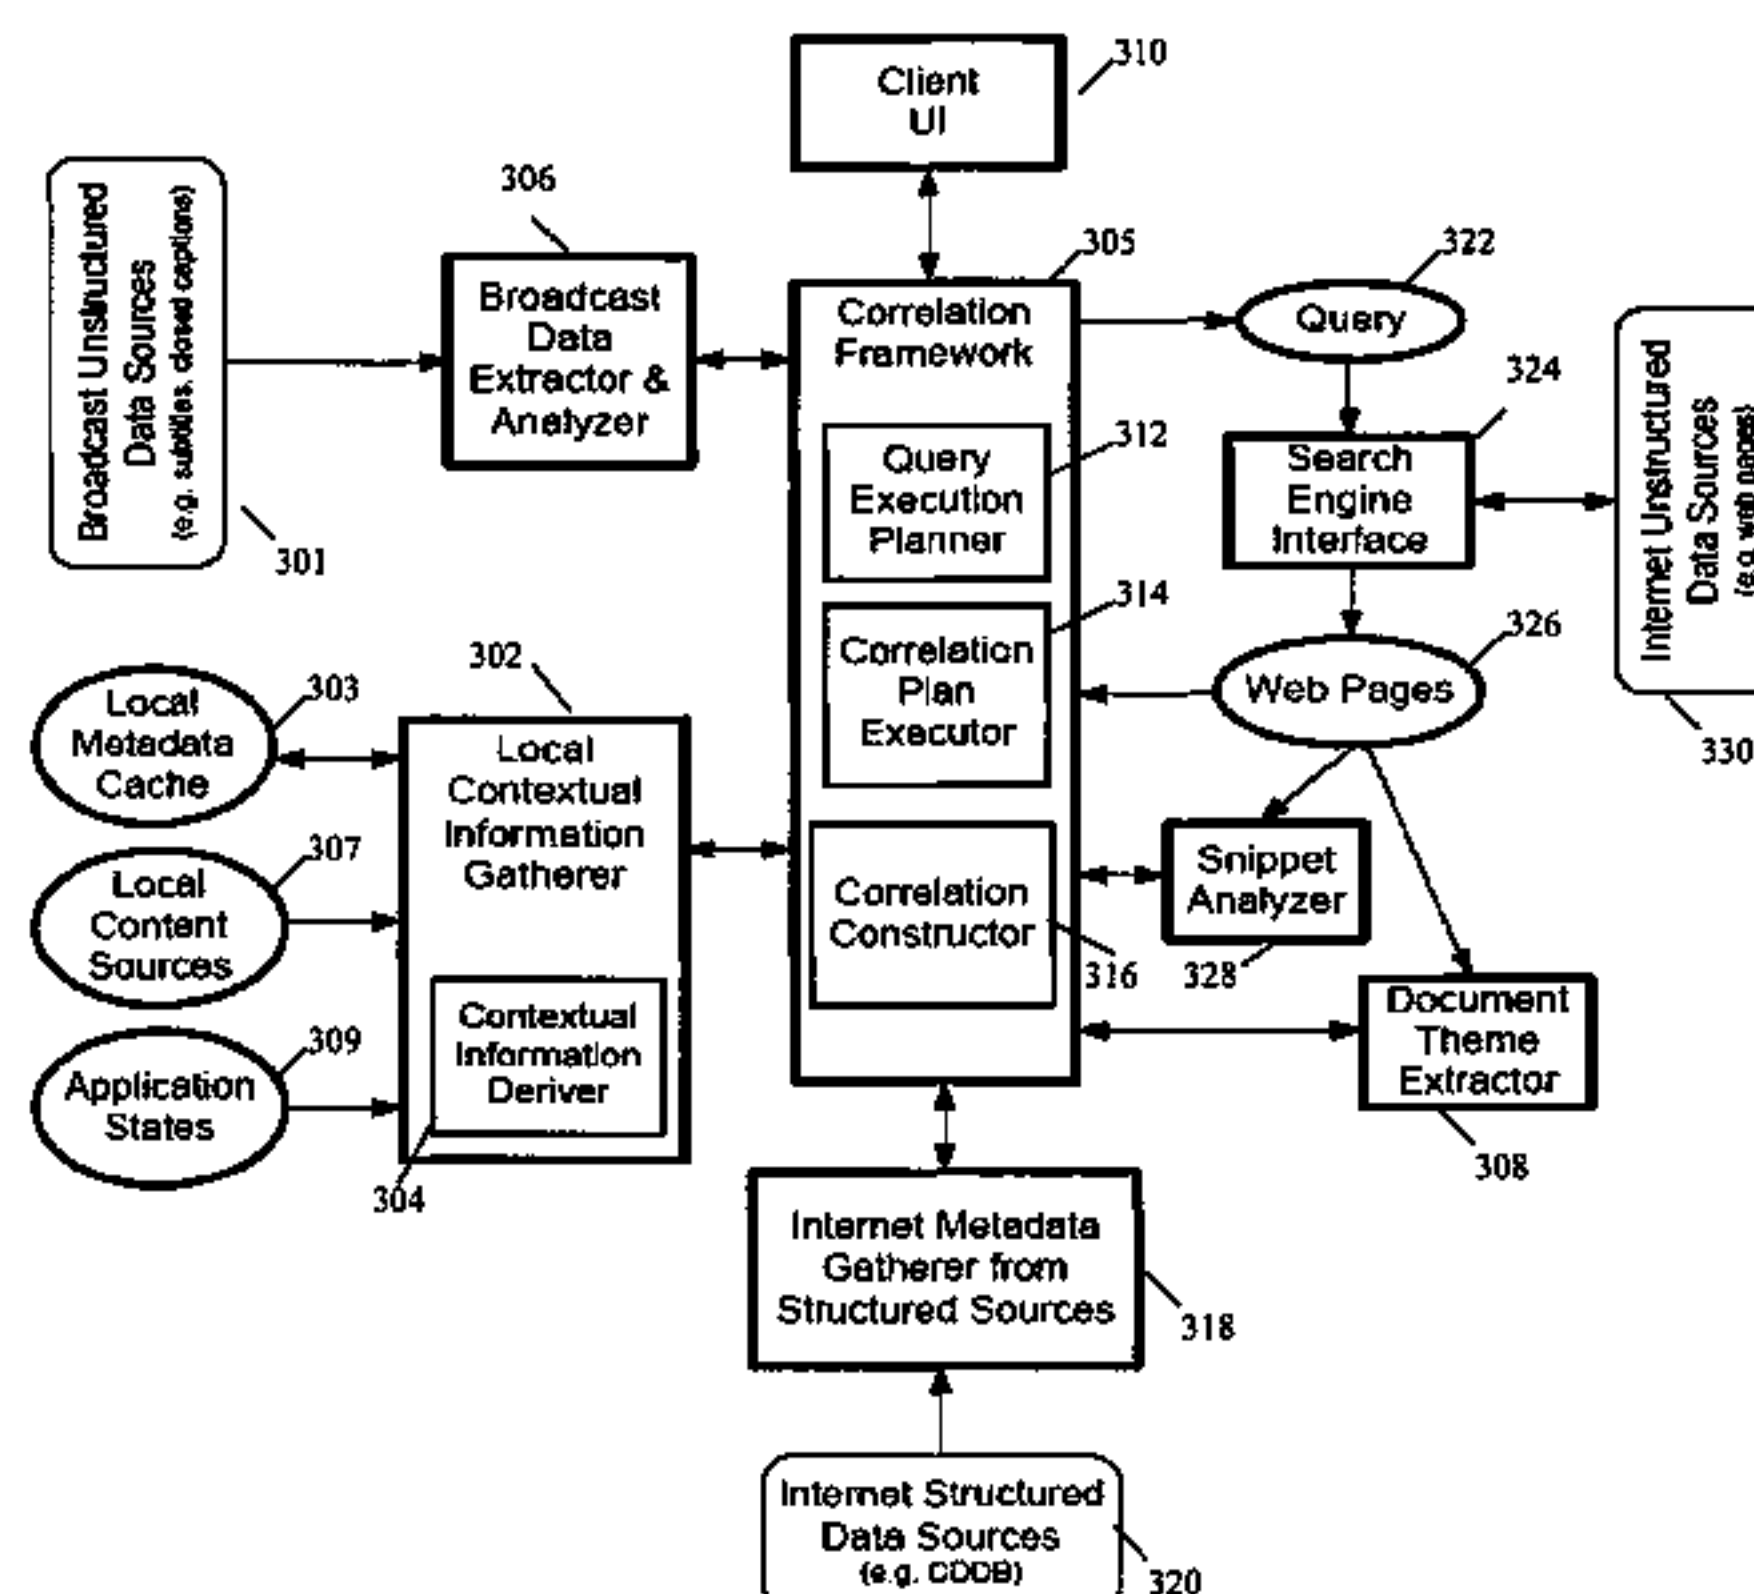 310
Client
UI
306
305
322
Broadcast Unstructured
Data Sources
(e.g. subtitles, closed captions)
301
Broadcast
Data
Extractor &
Analyzer
Correlation
Framework
Query
324
312
Query
Execution
Planner
Search
Engine
Interface
Internet Unstructured
Data Sources
(e.g. web pages)
330
314
326
302
303
Local
Metadata
Cache
Correlation
Plan
Executor
Web Pages
Local
Contextual
Information
Gatherer
307
Local
Content
Sources
Correlation
Constructor
Snippet
Analyzer
316
328
309
Application
States
Contextual
Information
Deriver
304
Document
Theme
Extractor
308
Internet Metadata
Gatherer from
Structured Sources
318
Internet Structured
Data Sources
(e.g. CDDB)
320